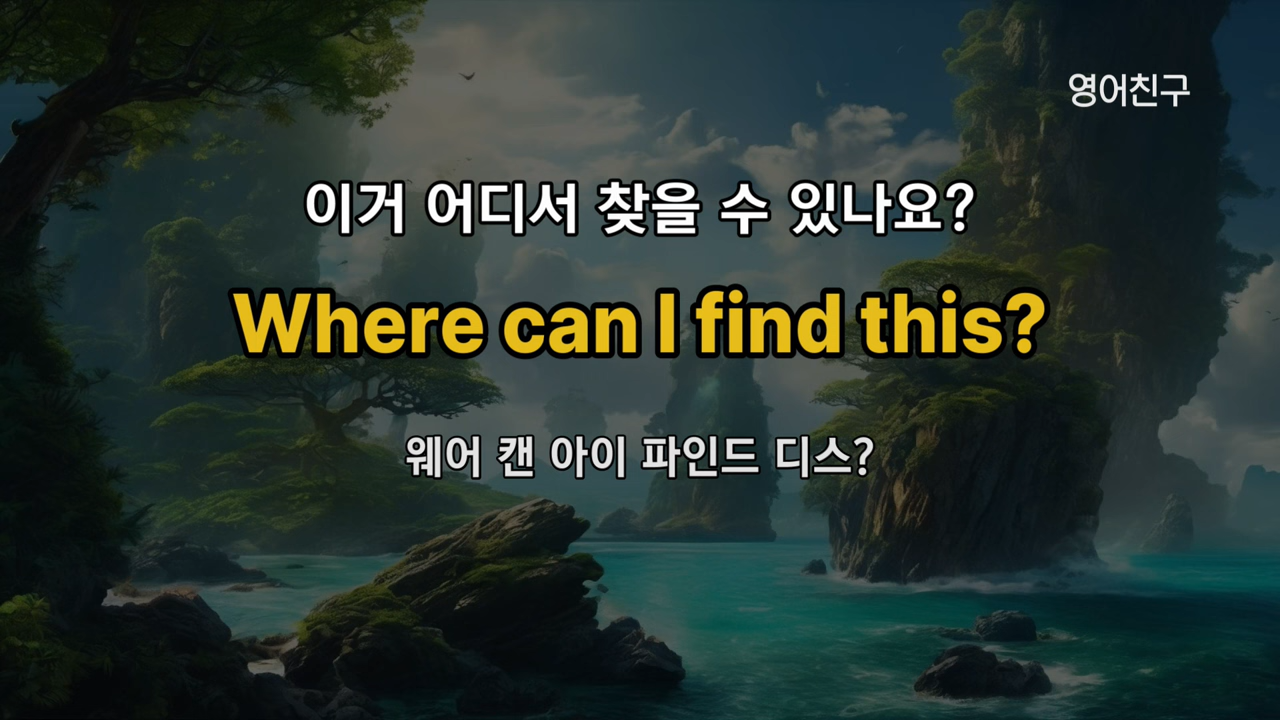 영어친구
이거 어디서 찾을 수 있나요?
Where can I find this?
웨어 캔 아이 파인드 디스?